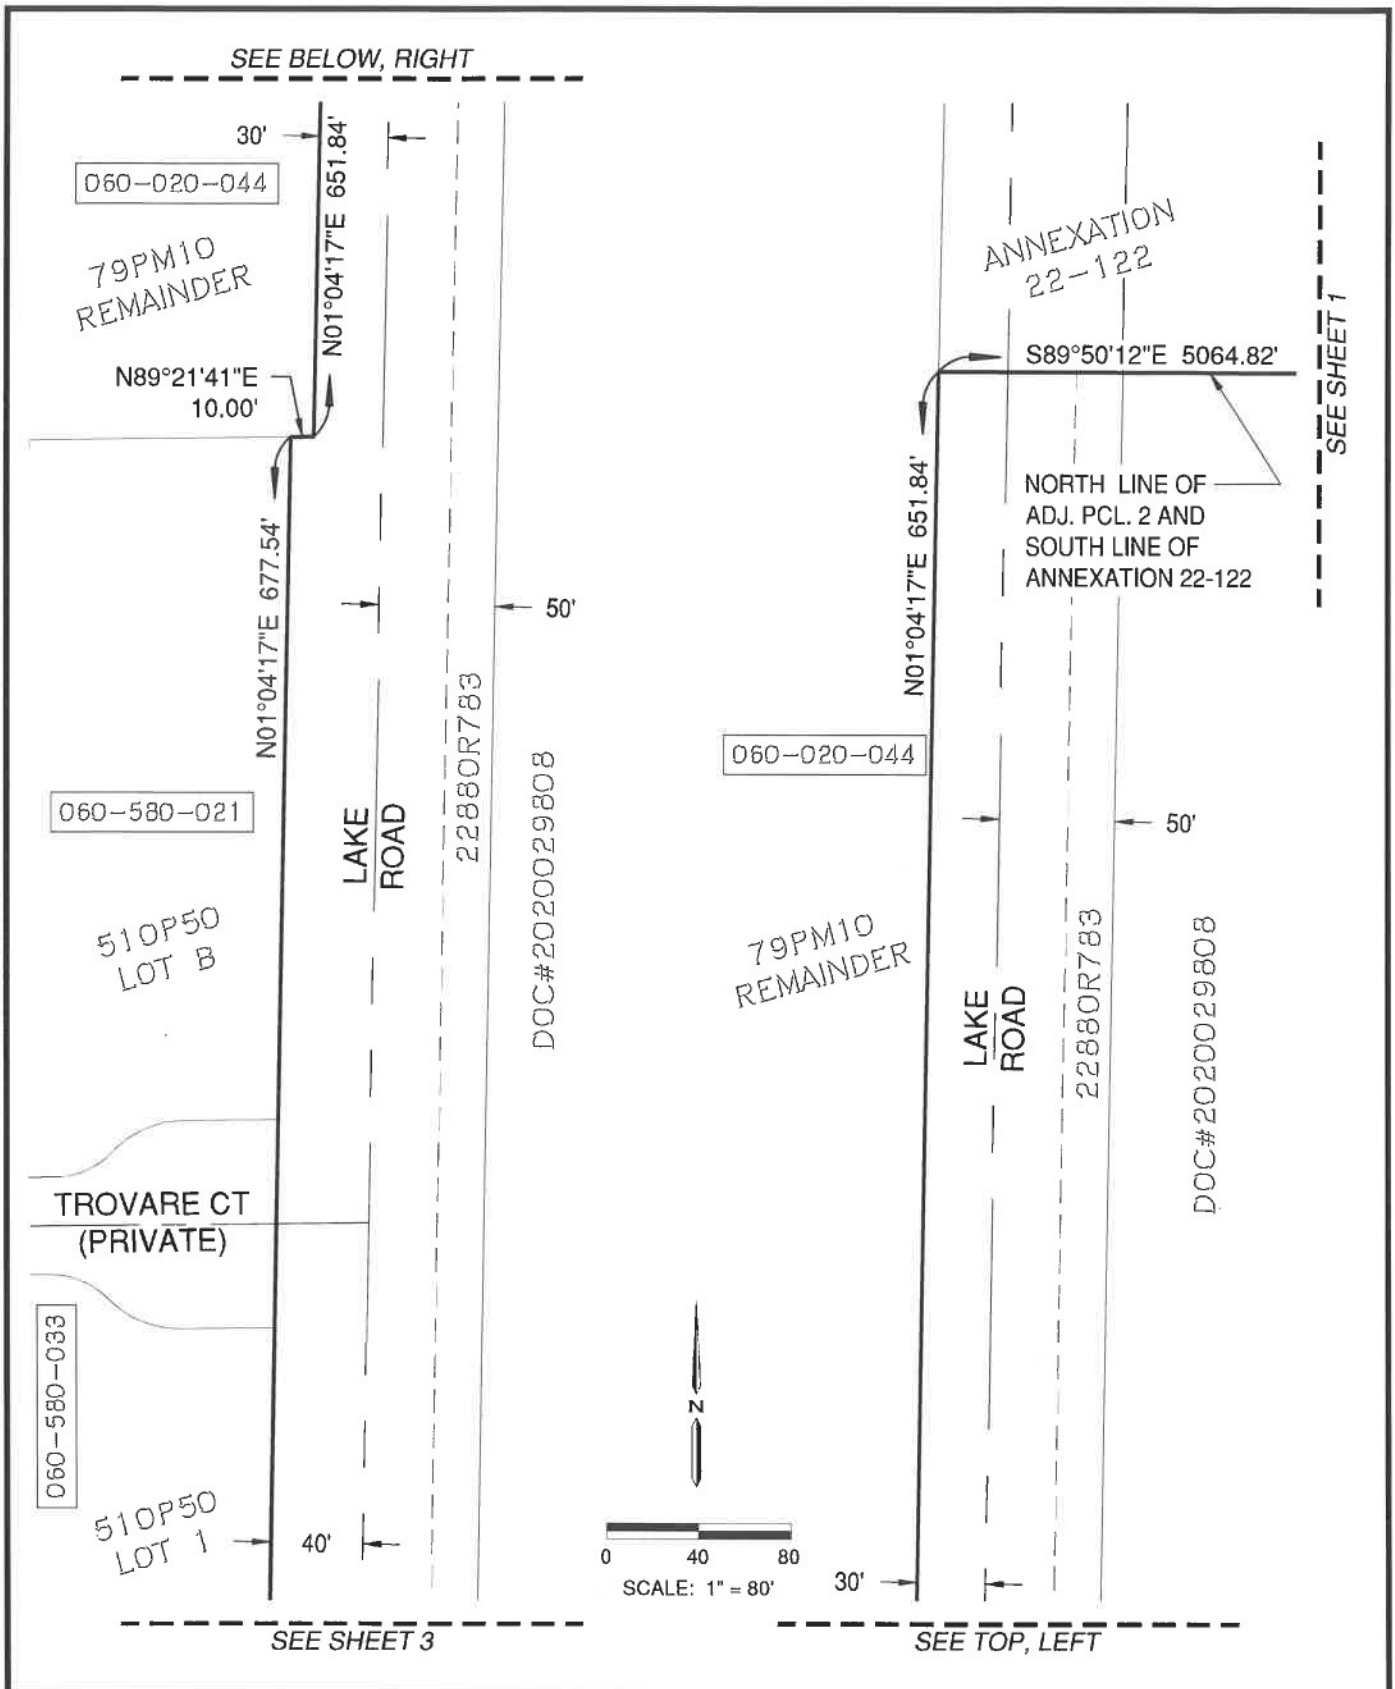 SEE BELOW, RIGHT
30'
N01°04'17"E 651.84'
060-020-044
79PM10
REMAINDER
N89°21'41"E
10.00'
N01°04'17"E 677.54'
50'
2288OR783
DOC#2020029808
060-580-021
LAKE
ROAD
51OP50
LOT B
TROVARE CT
(PRIVATE)
060-580-033
51OP50
LOT 1
40'
SEE SHEET 3
ANNEXATION
22-122
SEE SHEET 1
S89°50'12"E 5064.82'
N01°04'17"E 651.84'
NORTH LINE OF
ADJ. PCL. 2 AND
SOUTH LINE OF
ANNEXATION 22-122
060-020-044
50'
79PM10
REMAINDER
LAKE
ROAD
2288OR783
DOC#2020029808
N
0 40 80
SCALE: 1" = 80'
30'
SEE TOP, LEFT